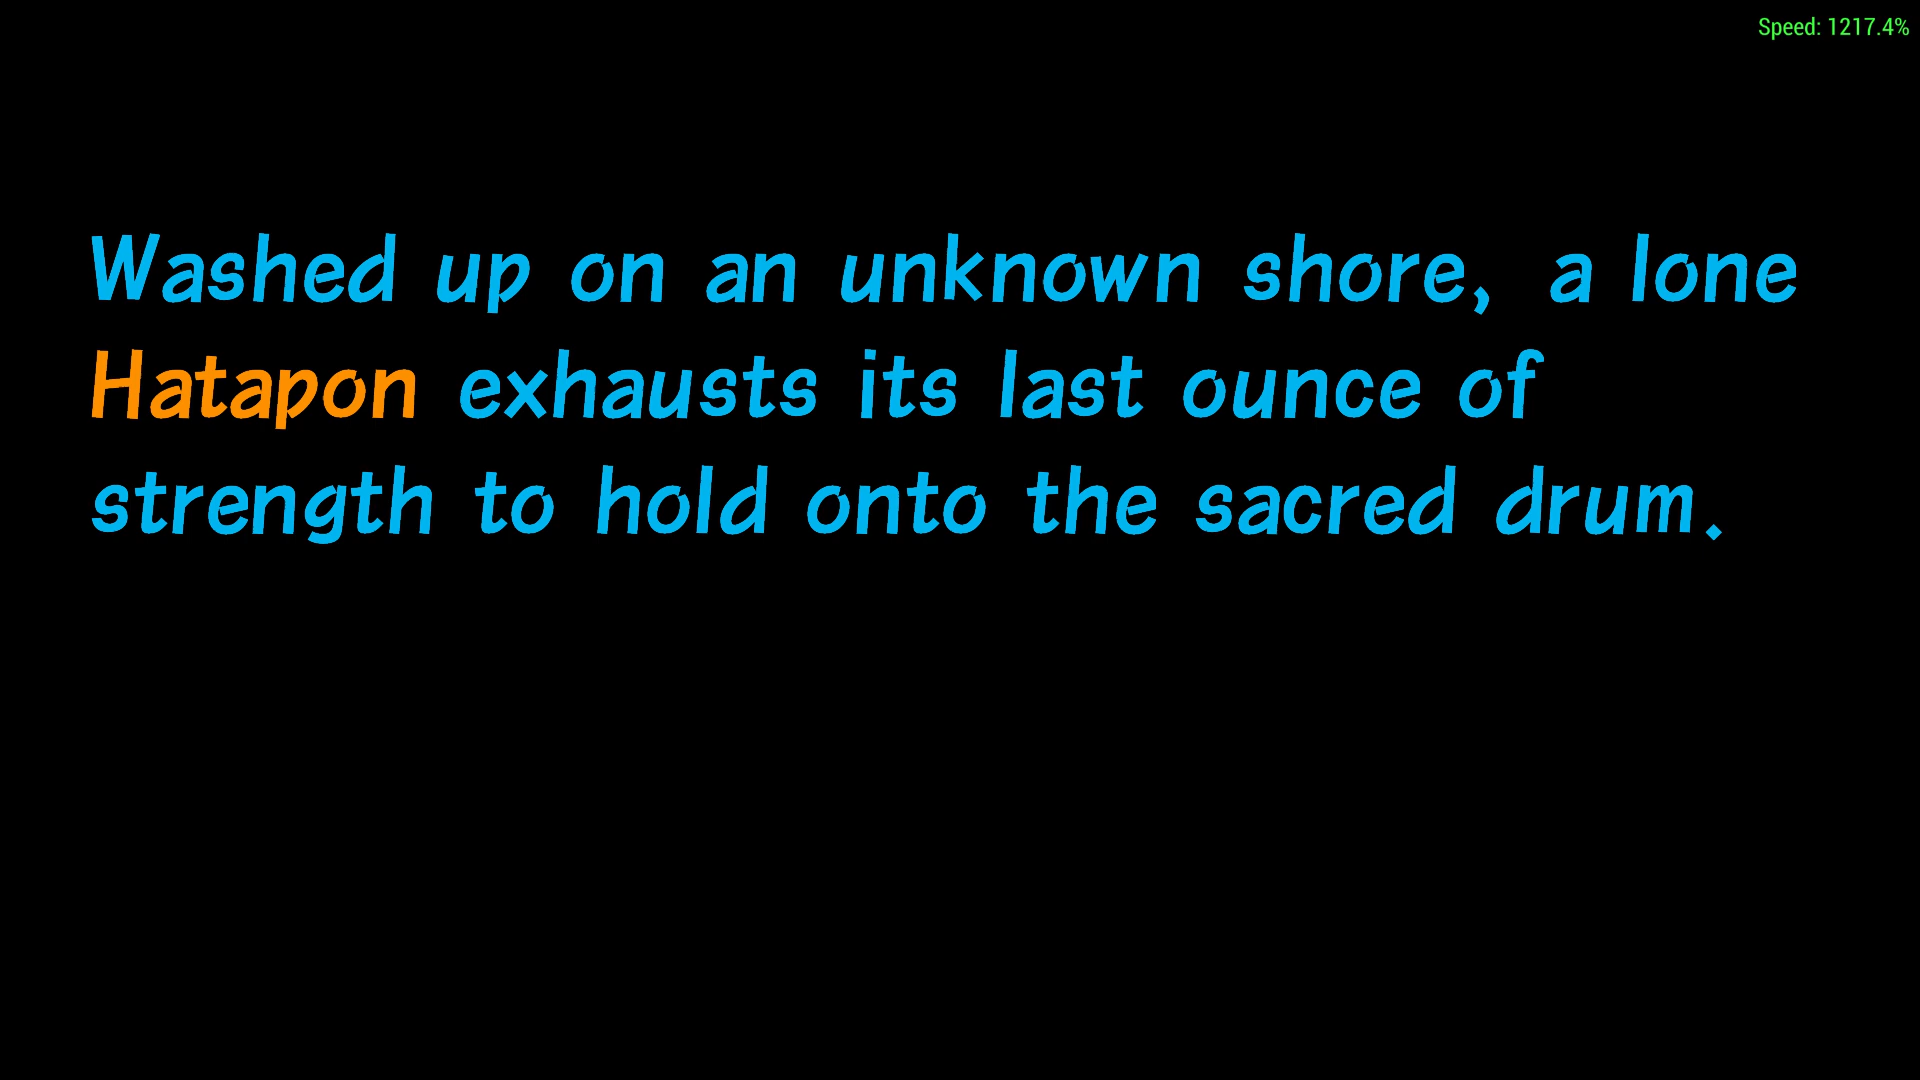 Speed: 1217.4%
Washed up on an unknown shore, a lone
Hatapon exhausts its last ounce of
strength to hold onto the sacred drum.